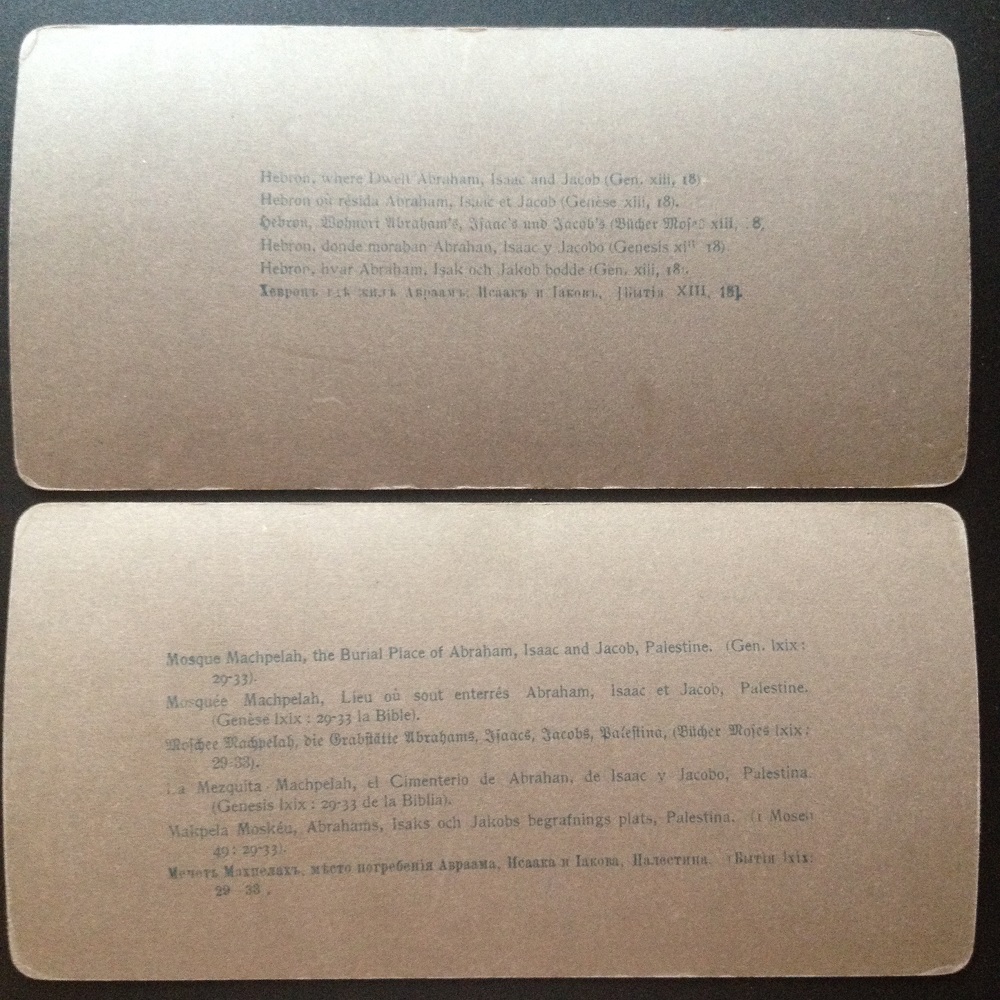 Hebron, where Dwelt Abraham, Isaac and Jacob (Gen. xiii, 18)
Hebron où résida Abraham, Isaac et Jacob (Genèse xiii, 18).
Hebron, Wohnort Abraham's, Isaac's und Jacob's (Bücher Moses xiii, 8,
Hebron, donde moraban Abrahan, Isaac y Jacobo (Genesis xiii 18).
Hebron, hvar Abraham, Isak och Jakob bodde (Gen. xiii, 18).
Хевронъ гдѣ жилъ Авраамъ, Исаакъ и Іаковъ, [Бытія XIII, 18].
Mosque Machpelah, the Burial Place of Abraham, Isaac and Jacob, Palestine. (Gen. lxix:
29-33).
Mosquée Machpelah, Lieu où sout enterrés Abraham, Isaac et Jacob, Palestine.
(Genèse lxix : 29-33 la Bible).
Moschee Machpelah, die Grabstätte Abrahams, Isaacs, Jacobs, Palestina, (Bücher Moses lxix:
29-33).
La Mezquita Machpelah, el Cimenterio de Abrahan, de Isaac y Jacobo, Palestina.
(Genesis lxix : 29-33 de la Biblia).
Makpela Moskéu, Abrahams, Isaks och Jakobs begrafnings plats, Palestina. (1 Moseb
49: 29-33).
Мечеть Махпелахъ, мѣсто погребенія Авраама, Исаака и Іакова, Палестина. (Бытія lxix:
29 33 .